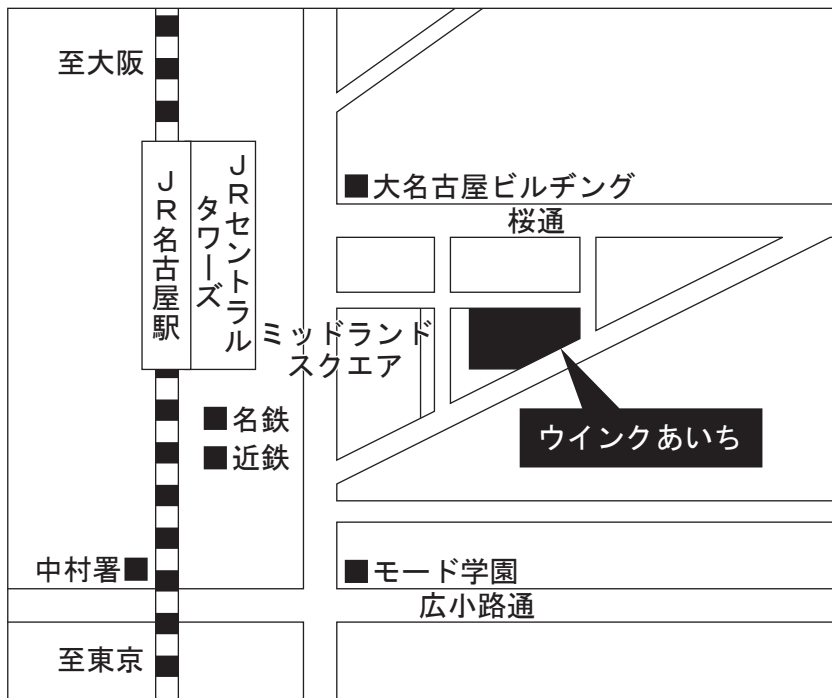 至大阪
JR名古屋駅
JRセントラル
タワーズ
■大名古屋ビルヂング
桜通
ミッドランド
スクエア
■名鉄
■近鉄
ウインクあいち
中村署■
■モード学園
広小路通
至東京